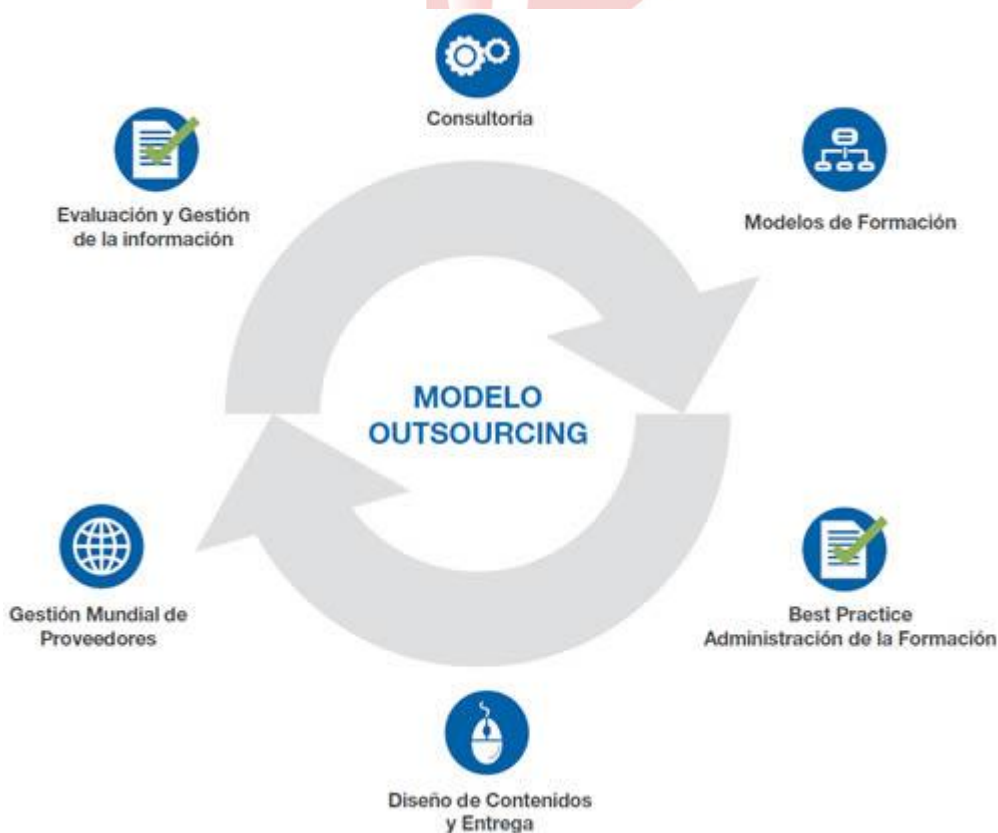 Consultoria
Modelos de Formación
Best Practice
Administración de la Formación
Diseño de Contenidos
y Entrega
Gestión Mundial de
Proveedores
Evaluación y Gestión
de la información
MODELO
OUTSOURCING